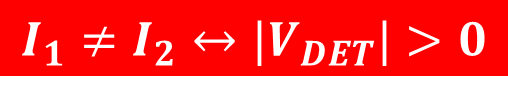 I₁ ≠ I₂ ↔ |V_DET| > 0